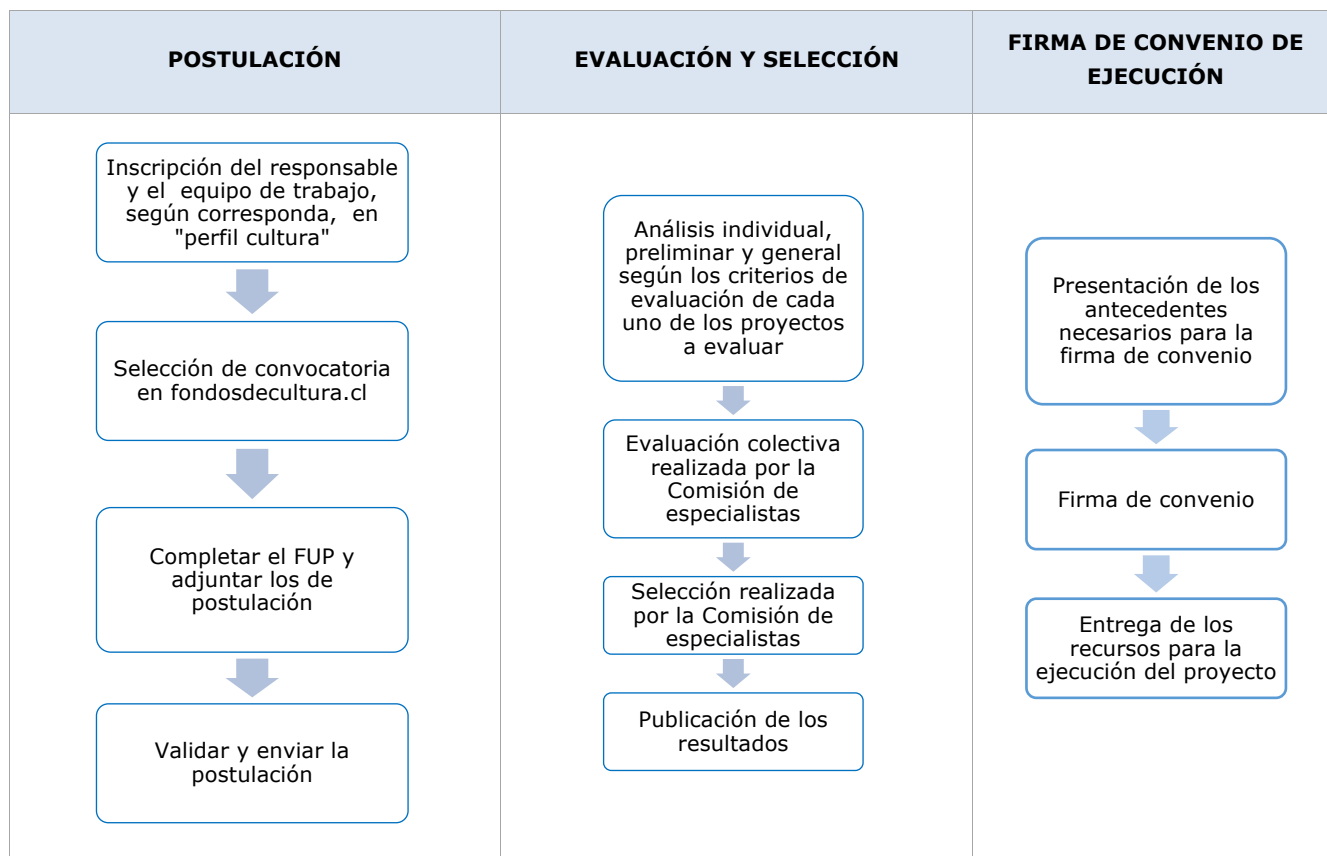 POSTULACIÓN
EVALUACIÓN Y SELECCIÓN
FIRMA DE CONVENIO DE
EJECUCIÓN
Inscripción del responsable
y el equipo de trabajo,
según corresponda, en
"perfil cultura"
Selección de convocatoria
en fondosdecultura.cl
Completar el FUP y
adjuntar los de
postulación
Validar y enviar la
postulación
Análisis individual,
preliminar y general
según los criterios de
evaluación de cada
uno de los proyectos
a evaluar
Evaluación colectiva
realizada por la
Comisión de
especialistas
Selección realizada
por la Comisión de
especialistas
Publicación de los
resultados
Presentación de los
antecedentes
necesarios para la
firma de convenio
Firma de convenio
Entrega de los
recursos para la
ejecución del proyecto